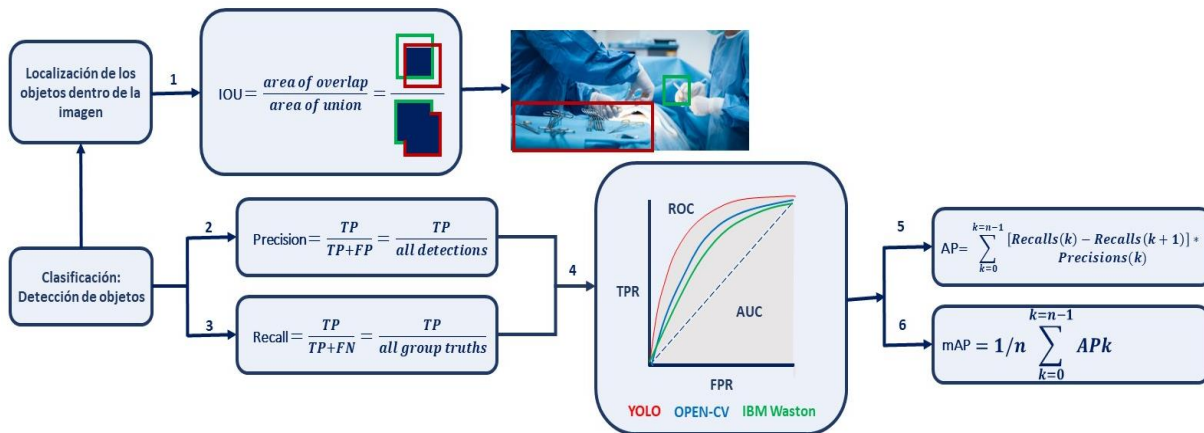 Localización de los
objetos dentro de la
imagen
1
IOU = area of overlap / area of union =
Clasificación:
Detección de objetos
2
Precision = TP / TP+FP = TP / all detections
3
Recall = TP / TP+FN = TP / all group truths
4
ROC
TPR
AUC
FPR
YOLO OPEN-CV IBM Waston
5
AP= ∑ k=0 k=n-1 [Recalls(k) − Recalls(k + 1)] *
Precisions(k)
6
mAP = 1/n ∑ k=0 k=n-1 APk